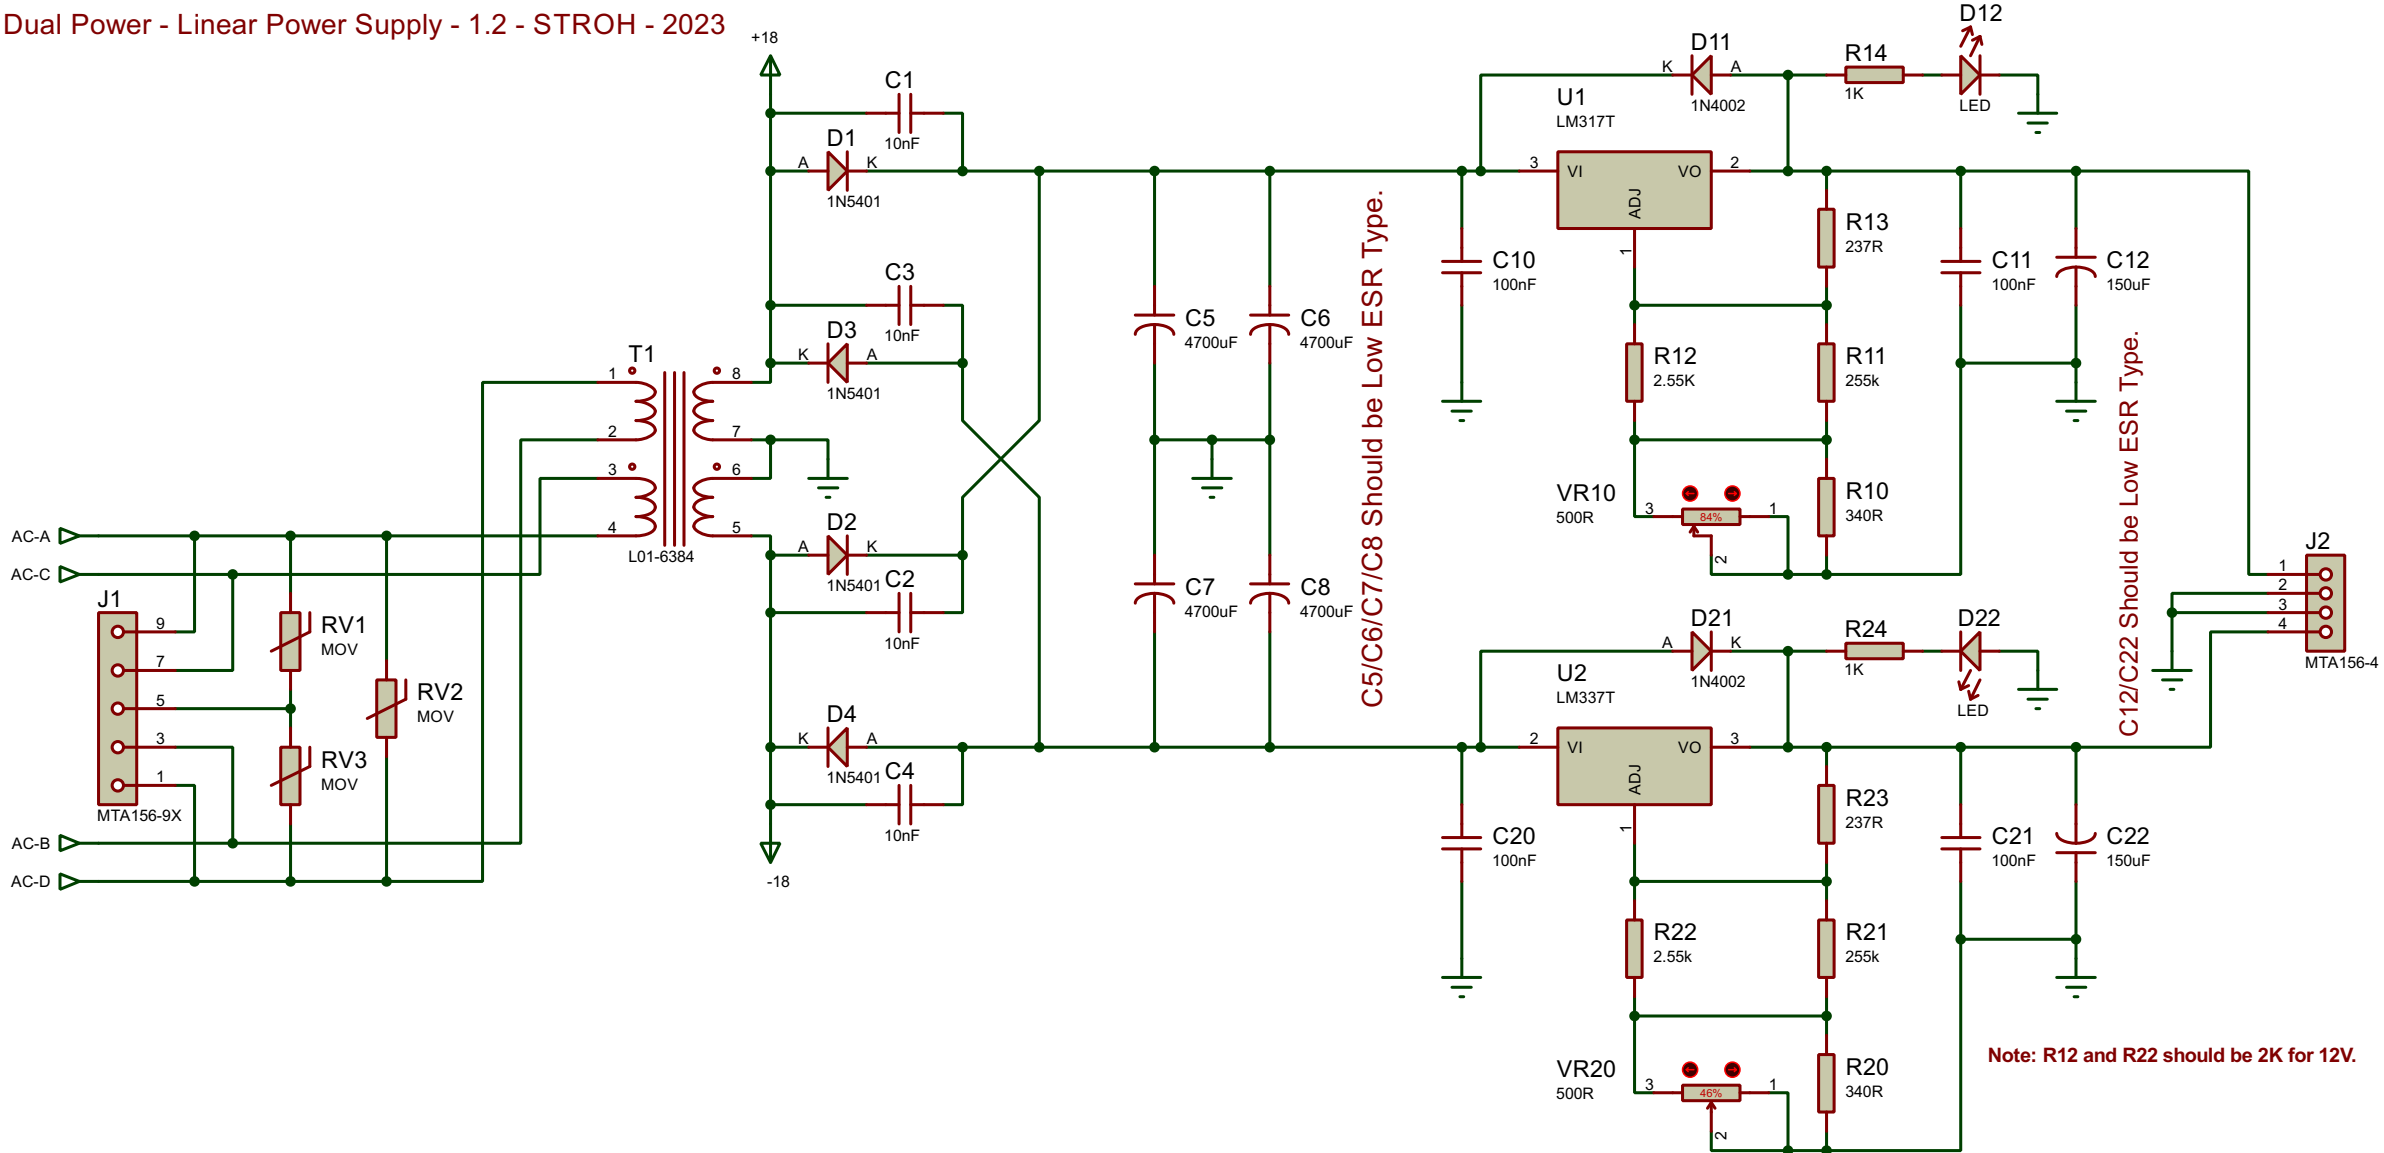 Dual Power - Linear Power Supply - 1.2 - STROH - 2023
+18
C1
10nF
D1
A
K
1N5401
C3
10nF
D3
K
A
1N5401
T1
1
2
3
4
8
7
6
5
L01-6384
D2
A
K
1N5401
C2
10nF
D4
K
A
1N5401
C4
10nF
-18
AC-A
AC-C
J1
9
7
5
3
1
MTA156-9X
AC-B
AC-D
RV1
MOV
RV2
MOV
RV3
MOV
C5
4700uF
C6
4700uF
C7
4700uF
C8
4700uF
C5/C6/C7/C8 Should be Low ESR Type.
C10
100nF
U1
LM317T
3
VI
VO
2
ADJ
1
D11
K
A
1N4002
R14
1K
D12
LED
R13
237R
R12
2.55K
R11
255k
VR10
500R
3
84%
1
2
R10
340R
C11
100nF
C12
150uF
C12/C22 Should be Low ESR Type.
J2
1
2
3
4
MTA156-4
C20
100nF
U2
LM337T
2
VI
VO
3
ADJ
1
D21
A
K
1N4002
R24
1K
D22
LED
R23
237R
R22
2.55k
R21
255k
VR20
500R
3
46%
1
2
R20
340R
C21
100nF
C22
150uF
Note: R12 and R22 should be 2K for 12V.